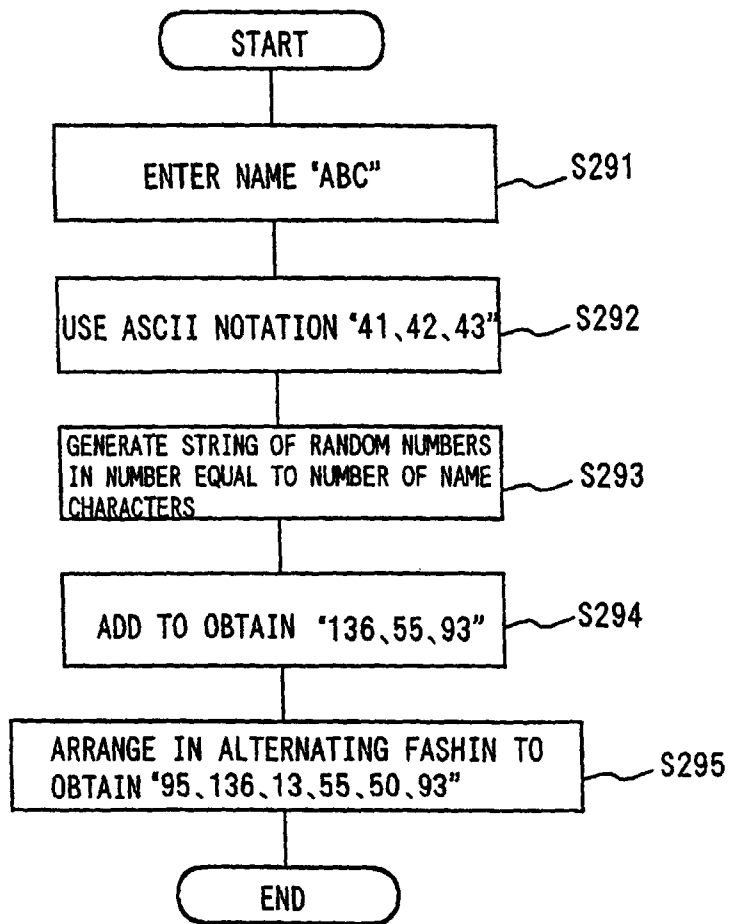 START
ENTER NAME “ABC”
S291
USE ASCII NOTATION “41、42、43”
S292
GENERATE STRING OF RANDOM NUMBERS
IN NUMBER EQUAL TO NUMBER OF NAME
CHARACTERS
S293
ADD TO OBTAIN “136、55、93”
S294
ARRANGE IN ALTERNATING FASHIN TO
OBTAIN “95、136、13、55、50、93”
S295
END